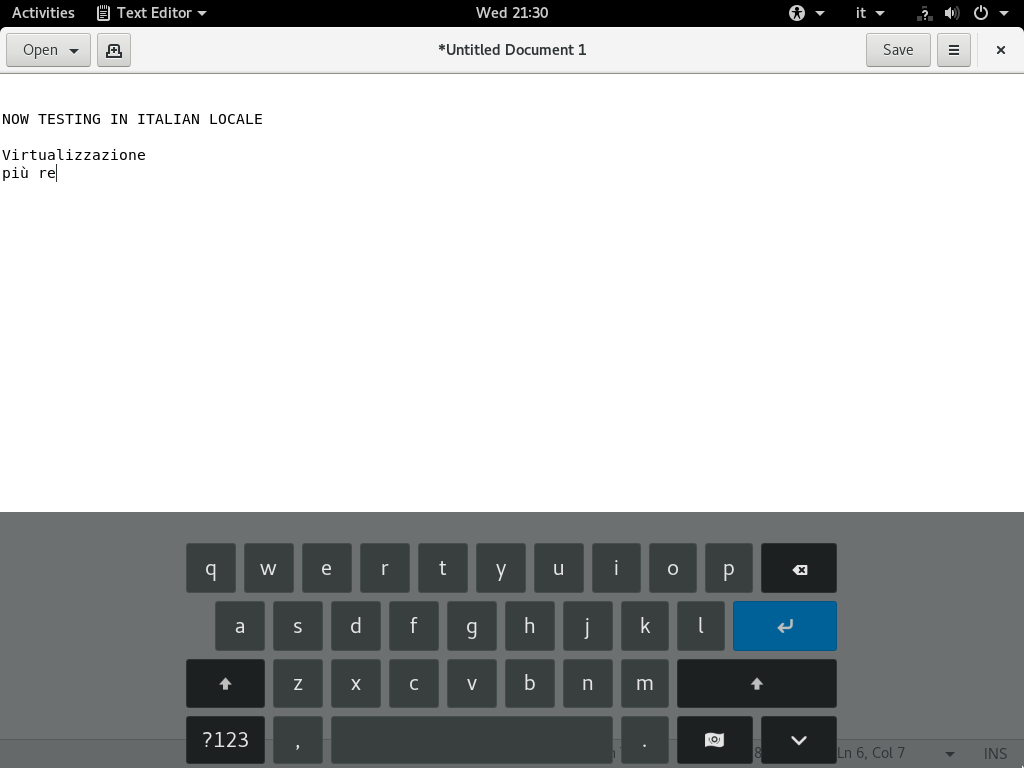 Activities Text Editor Wed 21:30 it
Open *Untitled Document 1 Save
NOW TESTING IN ITALIAN LOCALE
Virtualizzazione
più re
q w e r t y u i o p
a s d f g h j k l
z x c v b n m
?123 , . Ln 6, Col 7 INS